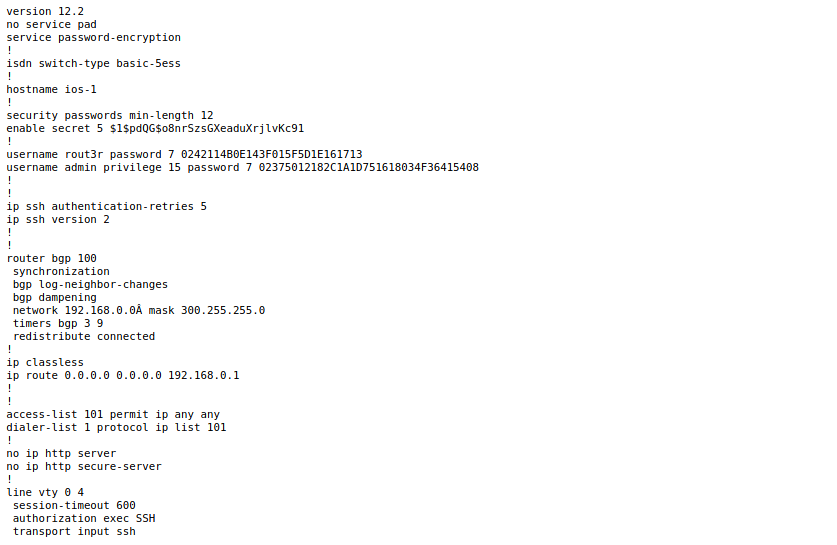 version 12.2
no service pad
service password-encryption
!
isdn switch-type basic-5ess
!
hostname ios-1
!
security passwords min-length 12
enable secret 5 $1$pdQG$o8nrSzsGXeaduXrjlvKc91
!
username rout3r password 7 0242114B0E143F015F5D1E161713
username admin privilege 15 password 7 02375012182C1A1D751618034F36415408
!
!
ip ssh authentication-retries 5
ip ssh version 2
!
!
router bgp 100
 synchronization
 bgp log-neighbor-changes
 bgp dampening
 network 192.168.0.0Â mask 300.255.255.0
 timers bgp 3 9
 redistribute connected
!
ip classless
ip route 0.0.0.0 0.0.0.0 192.168.0.1
!
!
access-list 101 permit ip any any
dialer-list 1 protocol ip list 101
!
no ip http server
no ip http secure-server
!
line vty 0 4
 session-timeout 600
 authorization exec SSH
 transport input ssh